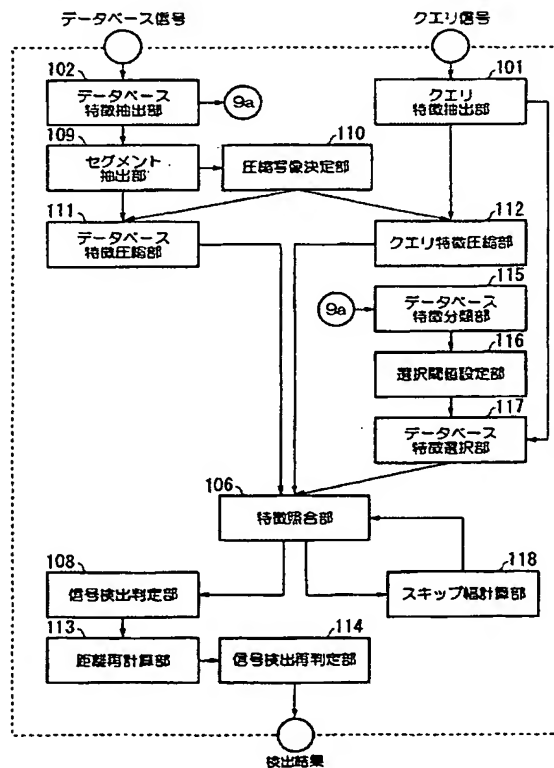 データベース信号
クエリ信号
102
データベース
特徴抽出部
9a
101
クエリ
特徴抽出部
109
セグメント
抽出部
110
圧縮写像決定部
111
データベース
特徴圧縮部
112
クエリ特徴圧縮部
9a
115
データベース
特徴分類部
116
選択閾値設定部
117
データベース
特徴選択部
106
特徴照合部
108
信号検出判定部
118
スキップ幅計算部
113
距離再計算部
114
信号検出再判定部
検出結果